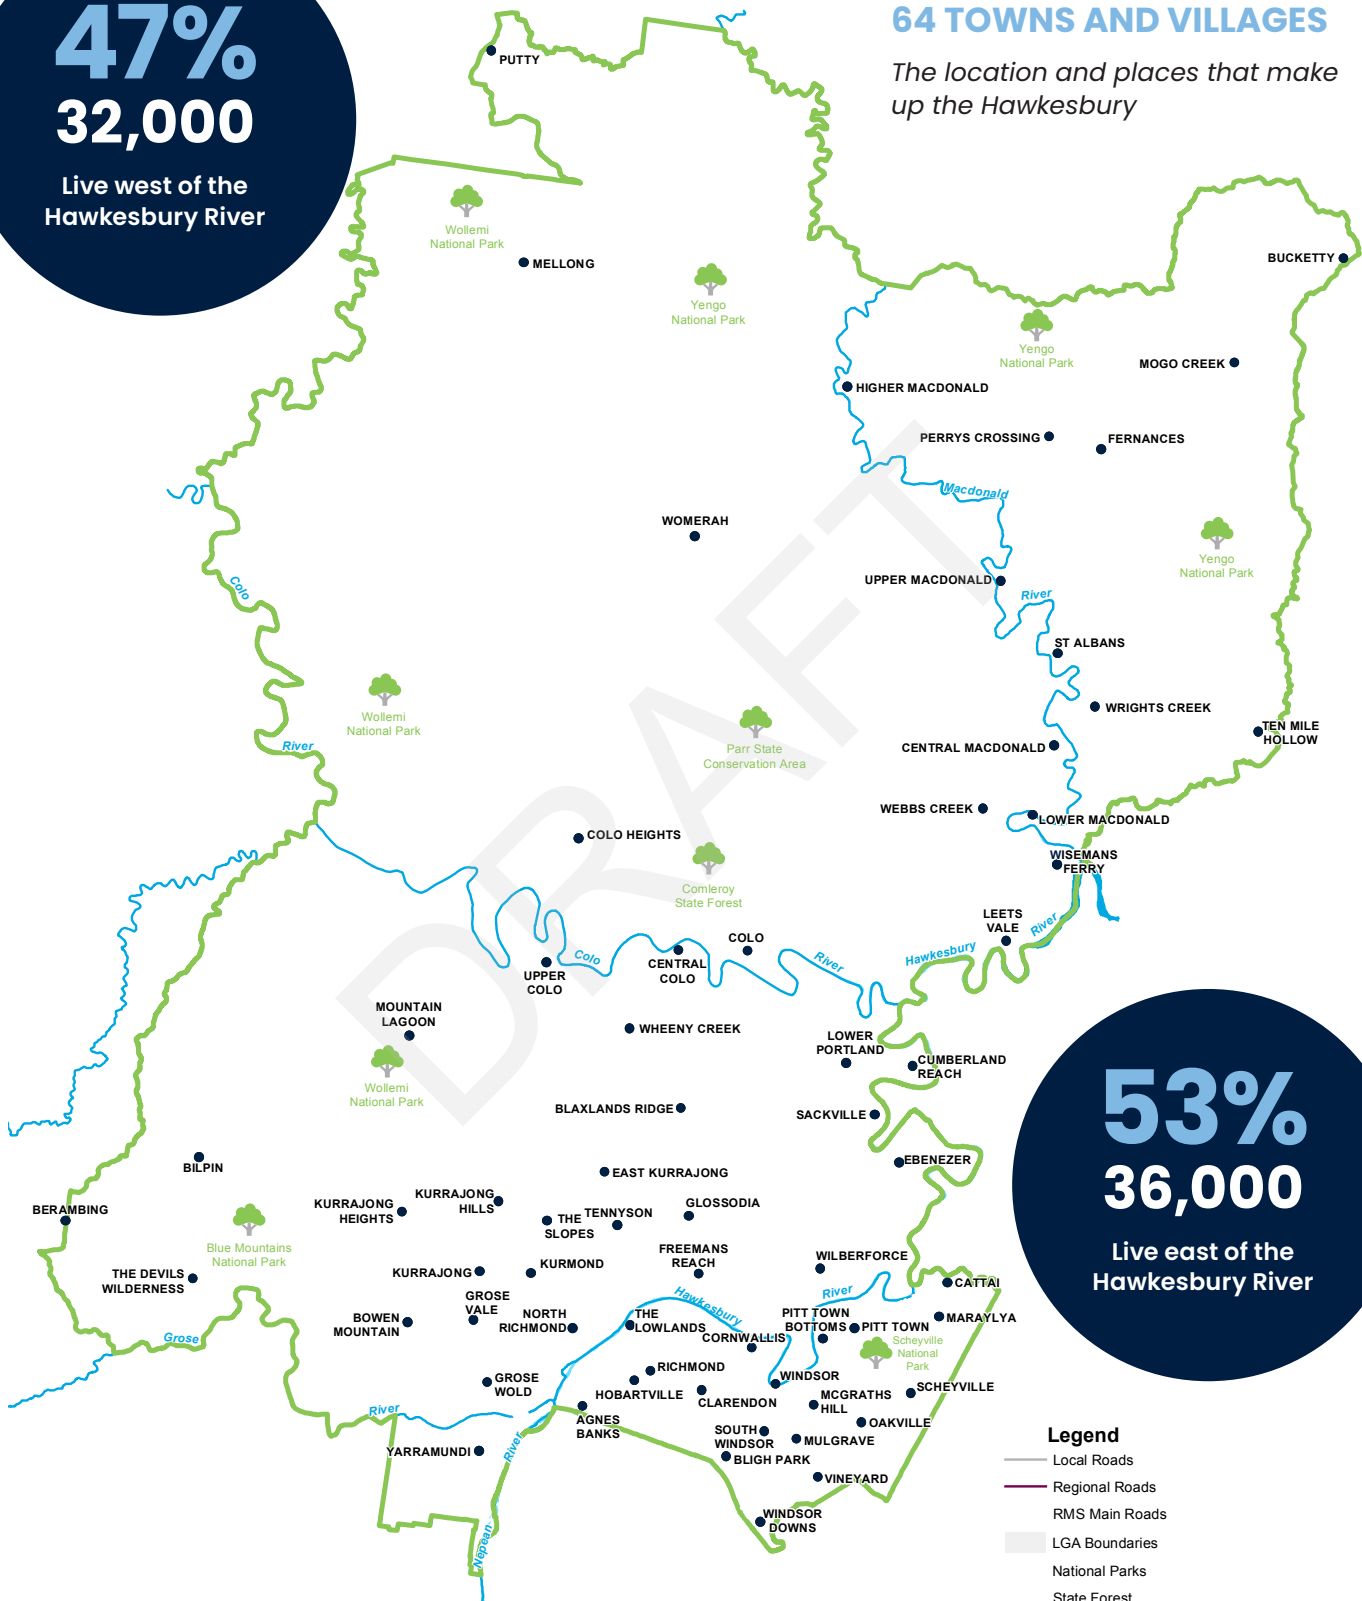 47%
32,000
Live west of the
Hawkesbury River
64 TOWNS AND VILLAGES
The location and places that make
up the Hawkesbury
PUTTY
Wollemi
National Park
MELLONG
Yengo
National Park
BUCKETTY
Yengo
National Park
MOGO CREEK
HIGHER MACDONALD
PERRYS CROSSING
FERNANCES
Macdonald
WOMERAH
Yengo
National Park
UPPER MACDONALD
River
Colo
ST ALBANS
WRIGHTS CREEK
Wollemi
National Park
Parr State
Conservation Area
TEN MILE
HOLLOW
CENTRAL MACDONALD
River
WEBBS CREEK
LOWER MACDONALD
COLO HEIGHTS
WISEMANS
FERRY
Comleroy
State Forest
LEETS
VALE
River
COLO
Hawkesbury
Colo
CENTRAL
COLO
River
UPPER
COLO
DRAFT
MOUNTAIN
LAGOON
WHEENY CREEK
LOWER
PORTLAND
CUMBERLAND
REACH
Wollemi
National Park
BLAXLANDS RIDGE
SACKVILLE
53%
36,000
Live east of the
Hawkesbury River
BILPIN
EBENEZER
EAST KURRAJONG
BERAMBING
KURRAJONG
HEIGHTS
KURRAJONG
HILLS
THE
SLOPES
TENNYSON
GLOSSODIA
Blue Mountains
National Park
FREEMANS
REACH
WILBERFORCE
THE DEVILS
WILDERNESS
KURRAJONG
KURMOND
CATTAI
River
GROSE
VALE
Hawkesbury
BOWEN
MOUNTAIN
NORTH
RICHMOND
THE
LOWLANDS
CORNWALLIS
PITT TOWN
BOTTOMS
PITT TOWN
MARAYLYA
Grose
Scheyville
National
Park
RICHMOND
WINDSOR
GROSE
WOLD
HOBARTVILLE
CLARENDON
MCGRATHS
HILL
SCHEYVILLE
River
AGNES
BANKS
OAKVILLE
SOUTH
WINDSOR
MULGRAVE
YARRAMUNDI
River
BLIGH PARK
VINEYARD
WINDSOR
DOWNS
Nepean
Legend
Local Roads
Regional Roads
RMS Main Roads
LGA Boundaries
National Parks
State Forest